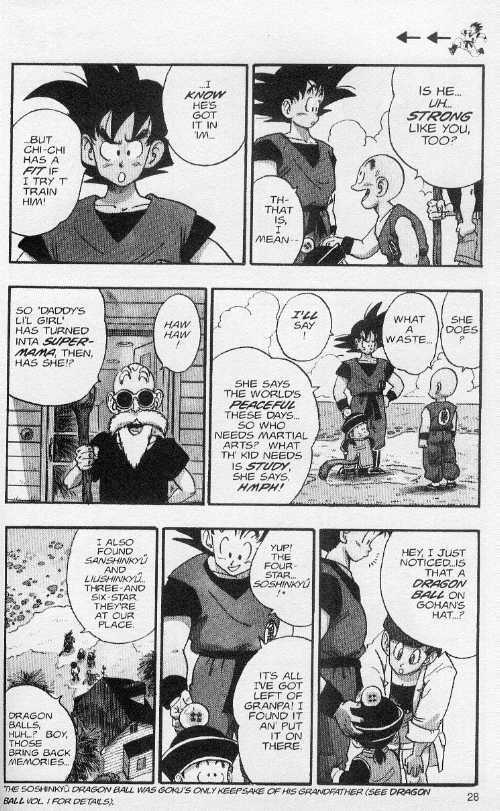 IS HE...
UH...
STRONG
LIKE YOU,
TOO?
TH-
THAT
IS,
I
MEAN--
...I
KNOW
HE'S
GOT
IT IN
'IM...
...BUT
CHI-CHI
HAS A
FIT IF
I TRY T'
TRAIN
HIM!
SHE
DOES
?
WHAT
A
WASTE...
I'LL
SAY
!
SHE SAYS
THE WORLD'S
PEACEFUL
THESE DAYS...
SO WHO
NEEDS MARTIAL
ARTS? WHAT
TH' KID NEEDS
IS STUDY,
SHE SAYS.
HMPH!
HAW
HAW
!
SO 'DADDY'S
LI'L GIRL'
HAS TURNED
INTA SUPER-
MAMA, THEN,
HAS SHE!?
HEY, I JUST
NOTICED...IS
THAT A
DRAGON
BALL ON
GOHAN'S
HAT...?
YUP!
THE
FOUR-
STAR...
SOSHINKYŪ
!*
IT'S ALL
I'VE GOT
LEFT OF
GRANPA! I
FOUND IT
AN' PUT
IT ON
THERE.
I ALSO
FOUND
SANSHINKYŪ
AND
LIUSHINKYŪ...
THREE-AND
SIX-STAR.
THEY'RE
AT OUR
PLACE.
DRAGON
BALLS,
HUH...? BOY,
THOSE
BRING BACK
MEMORIES...
*THE SOSHINKYŪ DRAGON BALL WAS GOKU'S ONLY KEEPSAKE OF HIS GRANDFATHER (SEE DRAGON
BALL VOL. 1 FOR DETAILS).
28